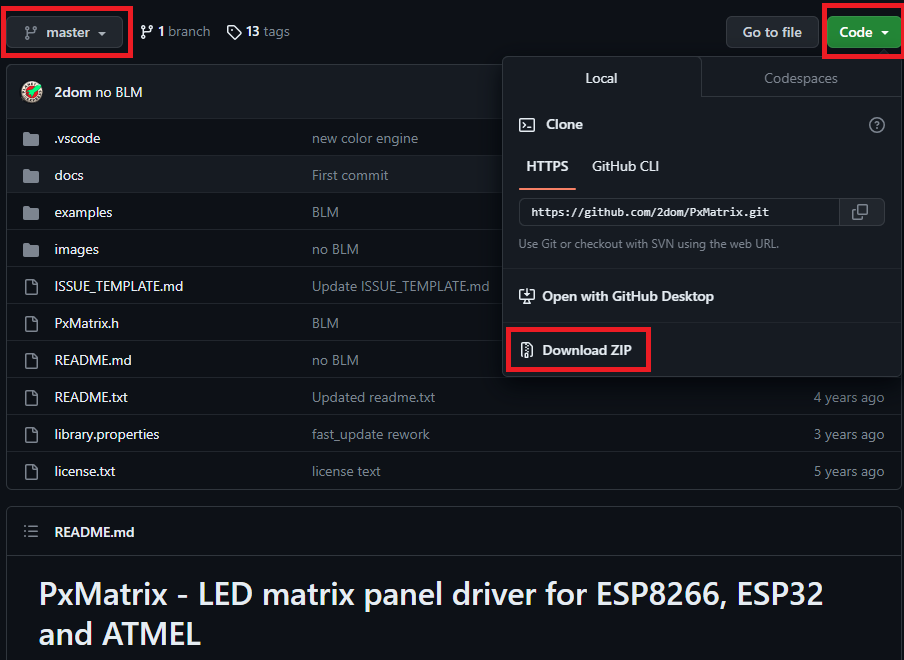 master 1 branch 13 tags Go to file Code
Local Codespaces
2dom no BLM
Clone
.vscode new color engine
HTTPS GitHub CLI
docs First commit
https://github.com/2dom/PxMatrix.git
examples BLM
Use Git or checkout with SVN using the web URL.
images no BLM
ISSUE_TEMPLATE.md Update ISSUE_TEMPLATE.md
Open with GitHub Desktop
PxMatrix.h BLM
Download ZIP
README.md no BLM
README.txt Updated readme.txt 4 years ago
library.properties fast_update rework 3 years ago
license.txt license text 5 years ago
README.md
PxMatrix - LED matrix panel driver for ESP8266, ESP32
and ATMEL